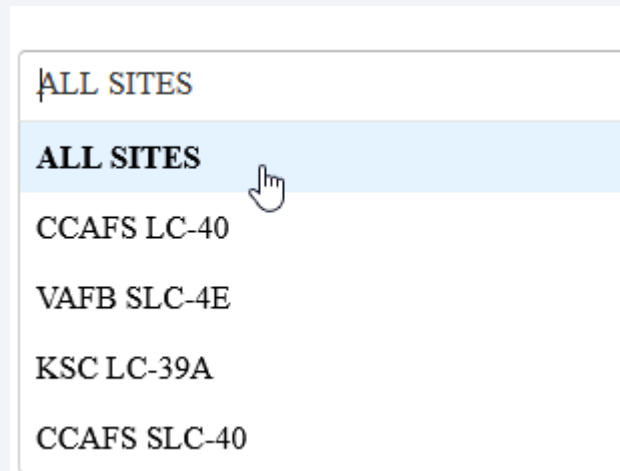 ALL SITES
ALL SITES
CCAFS LC-40
VAFB SLC-4E
KSC LC-39A
CCAFS SLC-40